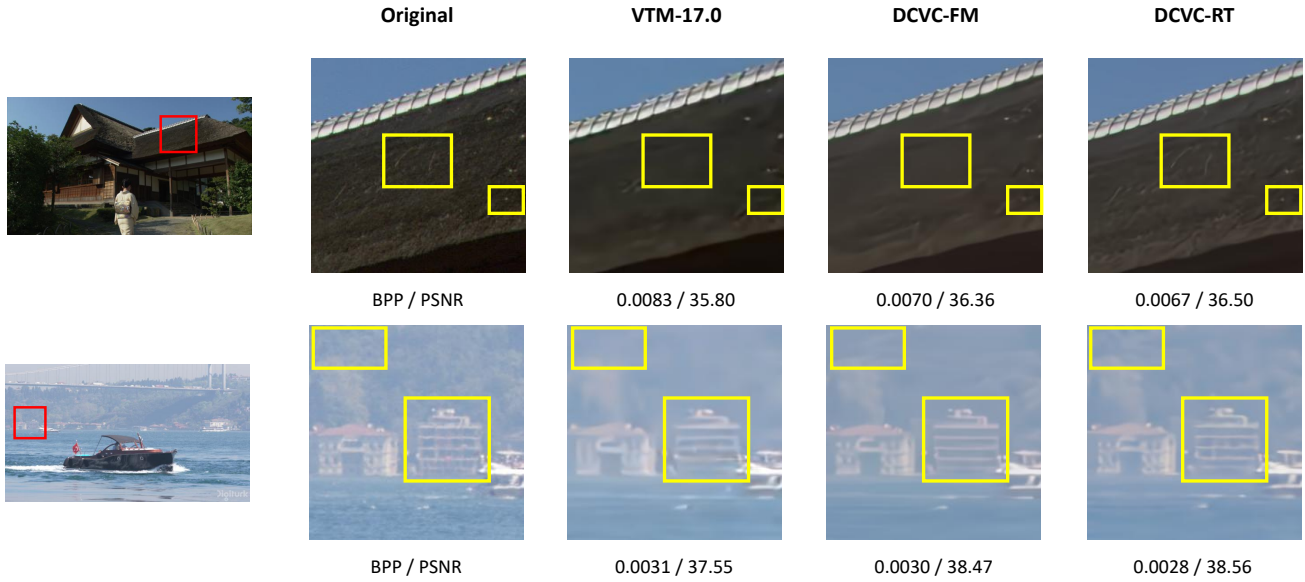 Original VTM-17.0 DCVC-FM DCVC-RT
BPP / PSNR 0.0083 / 35.80 0.0070 / 36.36 0.0067 / 36.50
BPP / PSNR 0.0031 / 37.55 0.0030 / 38.47 0.0028 / 38.56